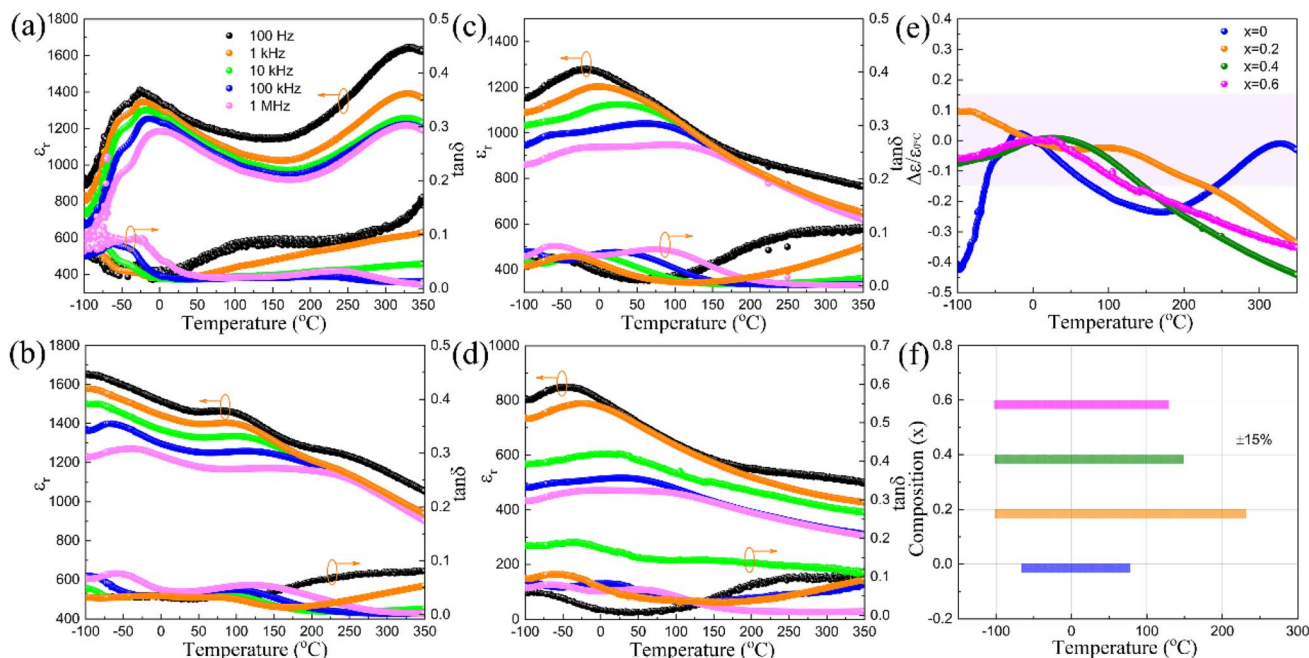 (a)
1800
1600
1400
1200
1000
800
600
400
εr
100 Hz
1 kHz
10 kHz
100 kHz
1 MHz
0.5
0.4
0.3
0.2
0.1
0.0
tanδ
-100 -50 0 50 100 150 200 250 300 350
Temperature (°C)
(c)
1800
1600
1400
1200
1000
800
600
400
εr
0.5
0.4
0.3
0.2
0.1
0.0
tanδ
-100 -50 0 50 100 150 200 250 300 350
Temperature (°C)
(e)
0.4
0.3
0.2
0.1
0.0
-0.1
-0.2
-0.3
-0.4
-0.5
Δε/ε0°C
x=0
x=0.2
x=0.4
x=0.6
-100 0 100 200 300
Temperature (°C)
(b)
1800
1600
1400
1200
1000
800
600
400
εr
0.5
0.4
0.3
0.2
0.1
0.0
tanδ
-100 -50 0 50 100 150 200 250 300 350
Temperature (°C)
(d)
1000
800
600
400
200
0
εr
0.7
0.6
0.5
0.4
0.3
0.2
0.1
0.0
tanδ
-100 -50 0 50 100 150 200 250 300 350
Temperature (°C)
(f)
0.8
0.6
0.4
0.2
0.0
-0.2
Composition (x)
±15%
-100 0 100 200 300
Temperature (°C)